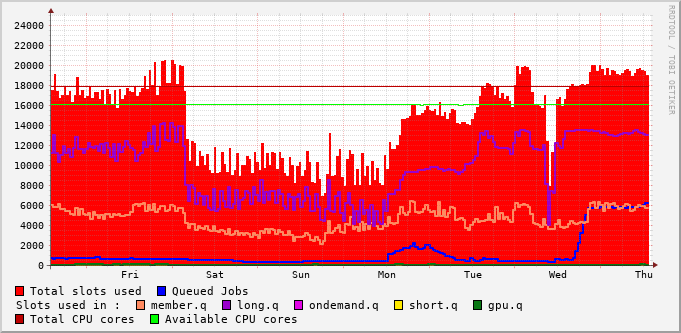 24000
22000
20000
18000
16000
14000
12000
10000
8000
6000
4000
2000
0
Fri Sat Sun Mon Tue Wed Thu
RRDTOOL / TOBI OETIKER
Total slots used Queued Jobs
Slots used in : member.q long.q ondemand.q short.q gpu.q
Total CPU cores Available CPU cores